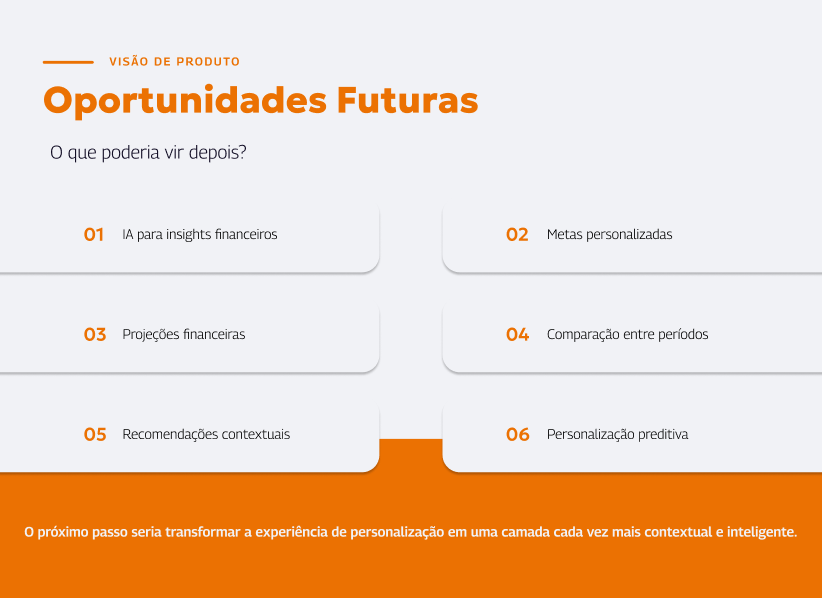 VISÃO DE PRODUTO
Oportunidades Futuras
O que poderia vir depois?
01 IA para insights financeiros
02 Metas personalizadas
03 Projeções financeiras
04 Comparação entre períodos
05 Recomendações contextuais
06 Personalização preditiva
O próximo passo seria transformar a experiência de personalização em uma camada cada vez mais contextual e inteligente.